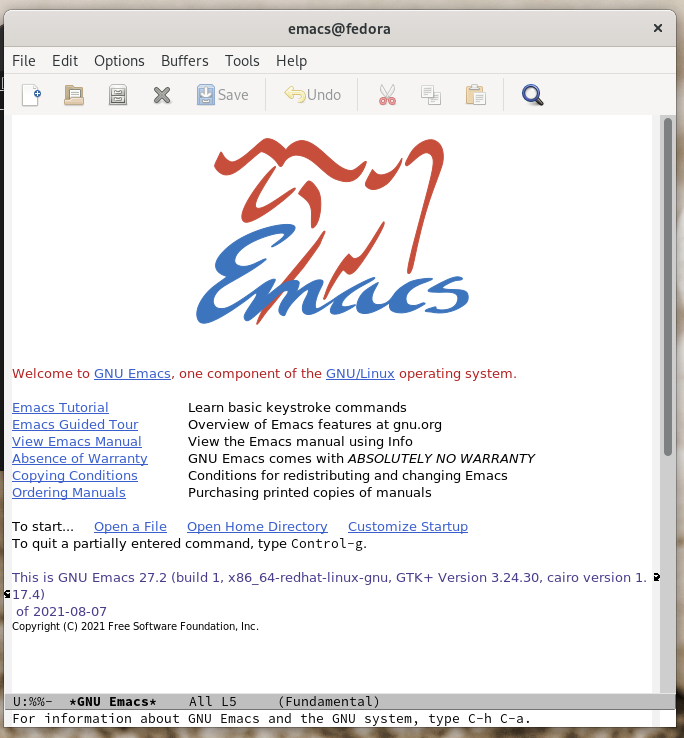 emacs@fedora
File Edit Options Buffers Tools Help
Save Undo
Emacs
Welcome to GNU Emacs, one component of the GNU/Linux operating system.
Emacs Tutorial Learn basic keystroke commands
Emacs Guided Tour Overview of Emacs features at gnu.org
View Emacs Manual View the Emacs manual using Info
Absence of Warranty GNU Emacs comes with ABSOLUTELY NO WARRANTY
Copying Conditions Conditions for redistributing and changing Emacs
Ordering Manuals Purchasing printed copies of manuals
To start... Open a File Open Home Directory Customize Startup
To quit a partially entered command, type Control-g.
This is GNU Emacs 27.2 (build 1, x86_64-redhat-linux-gnu, GTK+ Version 3.24.30, cairo version 1.
17.4)
of 2021-08-07
Copyright (C) 2021 Free Software Foundation, Inc.
U:%%- *GNU Emacs* All L5 (Fundamental)
For information about GNU Emacs and the GNU system, type C-h C-a.